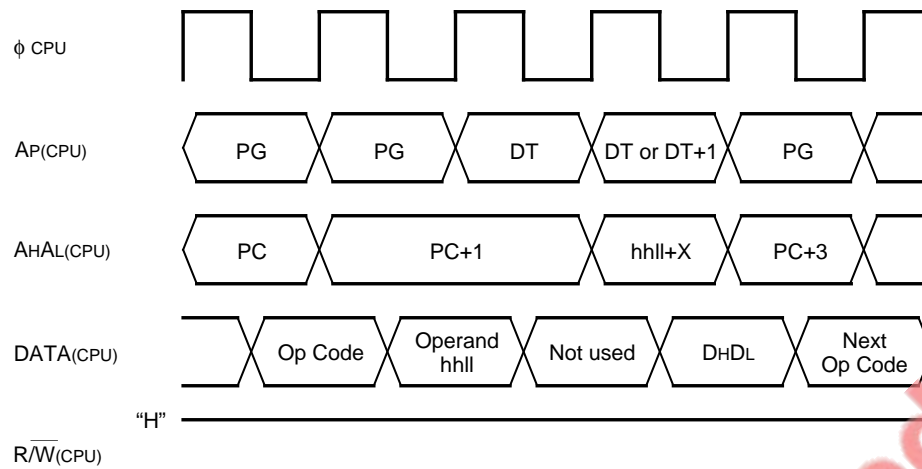 ϕ CPU
AP(CPU)
PG
PG
DT
DT or DT+1
PG
AHAL(CPU)
PC
PC+1
hhll+X
PC+3
DATA(CPU)
Op Code
Operand
hhll
Not used
DHDL
Next
Op Code
“H”
R/W̅(CPU)